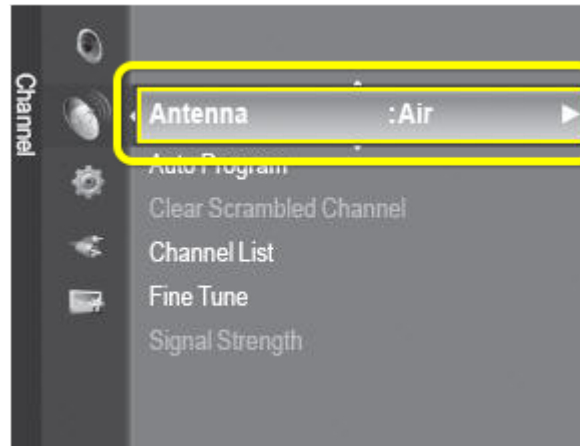 Channel
Antenna :Air
Auto Program
Clear Scrambled Channel
Channel List
Fine Tune
Signal Strength